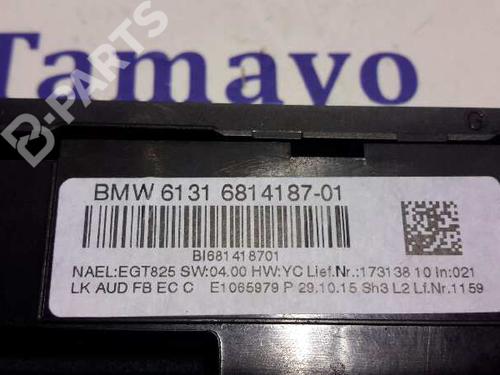 Tamayo
B-PARTS
BMW 6131 6814187-01
BI681418701
NAEL:EGT825 SW:04.00 HW:YC Lief.Nr.:173138 10 In:021
LK AUD FB EC C E1065979 P 29.10.15 Sh3 L2 Lf.Nr.1159